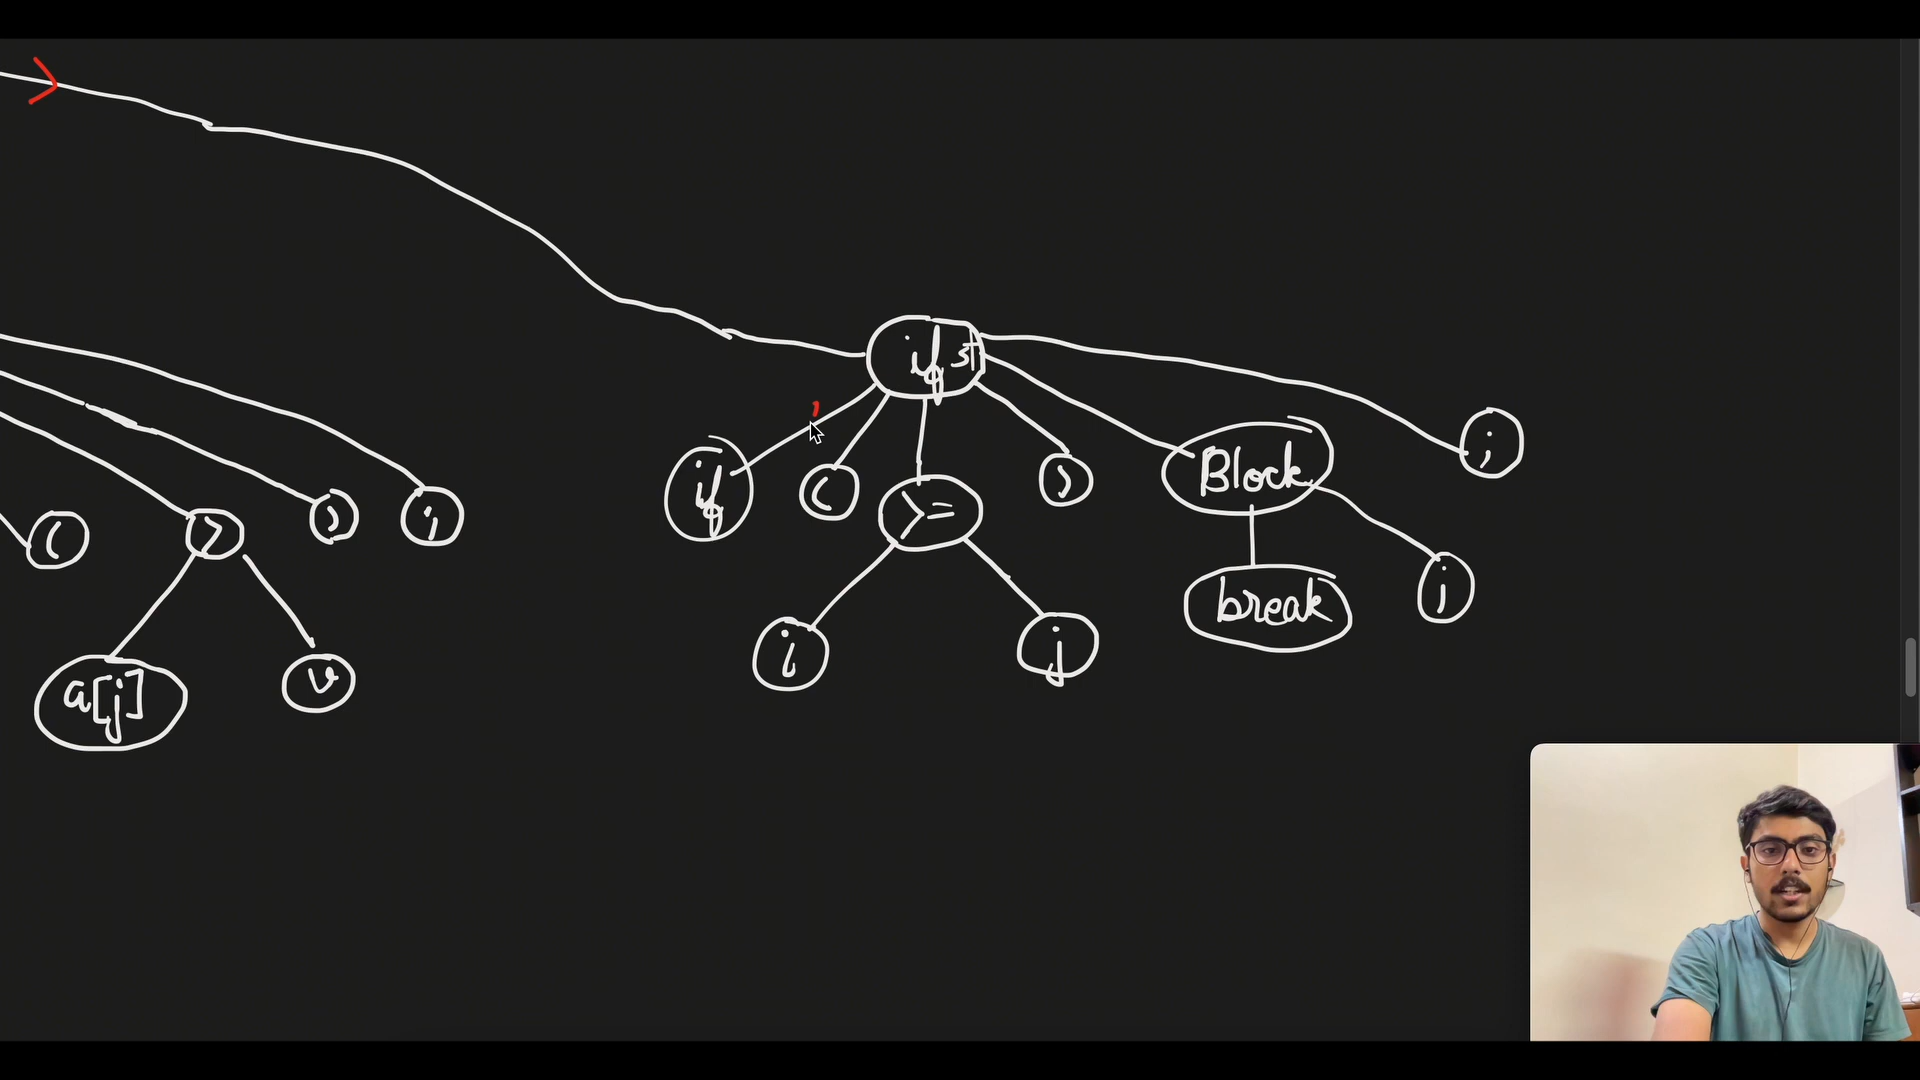 if st
if
(
>=
)
Block
;
i
j
break
;
(
>
)
;
a[j]
v